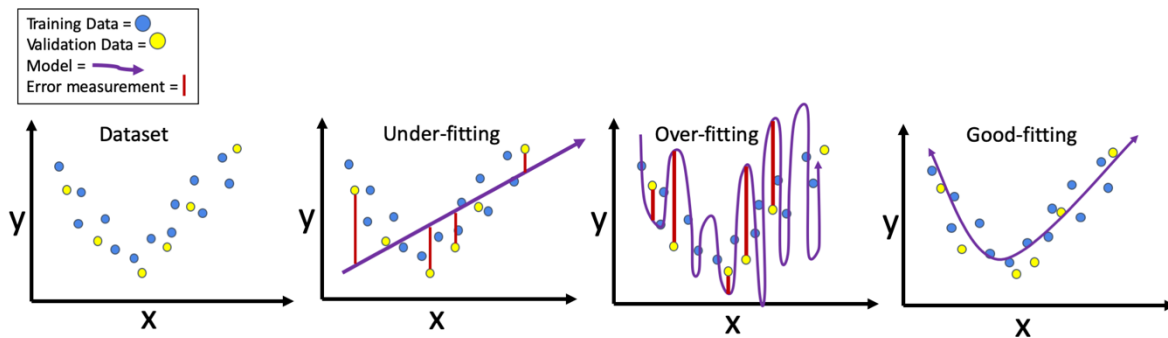 Training Data =
Validation Data =
Model =
Error measurement =
Dataset
Under-fitting
Over-fitting
Good-fitting
y
y
y
y
x
x
x
x